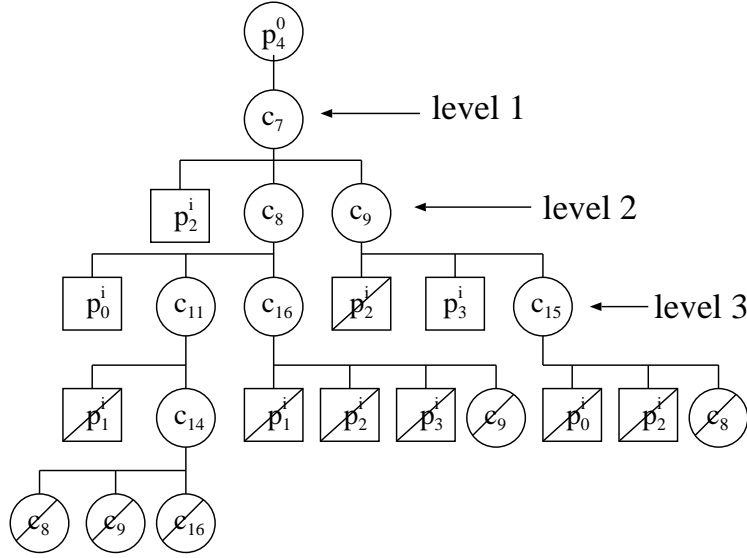 p₄⁰
c₇ level 1
p₂ⁱ c₈ c₉ level 2
p₀ⁱ c₁₁ c₁₆ p₂ⁱ p₃ⁱ c₁₅ level 3
p₁ⁱ c₁₄ p₁ⁱ p₂ⁱ p₃ⁱ c₉ p₀ⁱ p₂ⁱ c₈
c₈ c₉ c₁₆